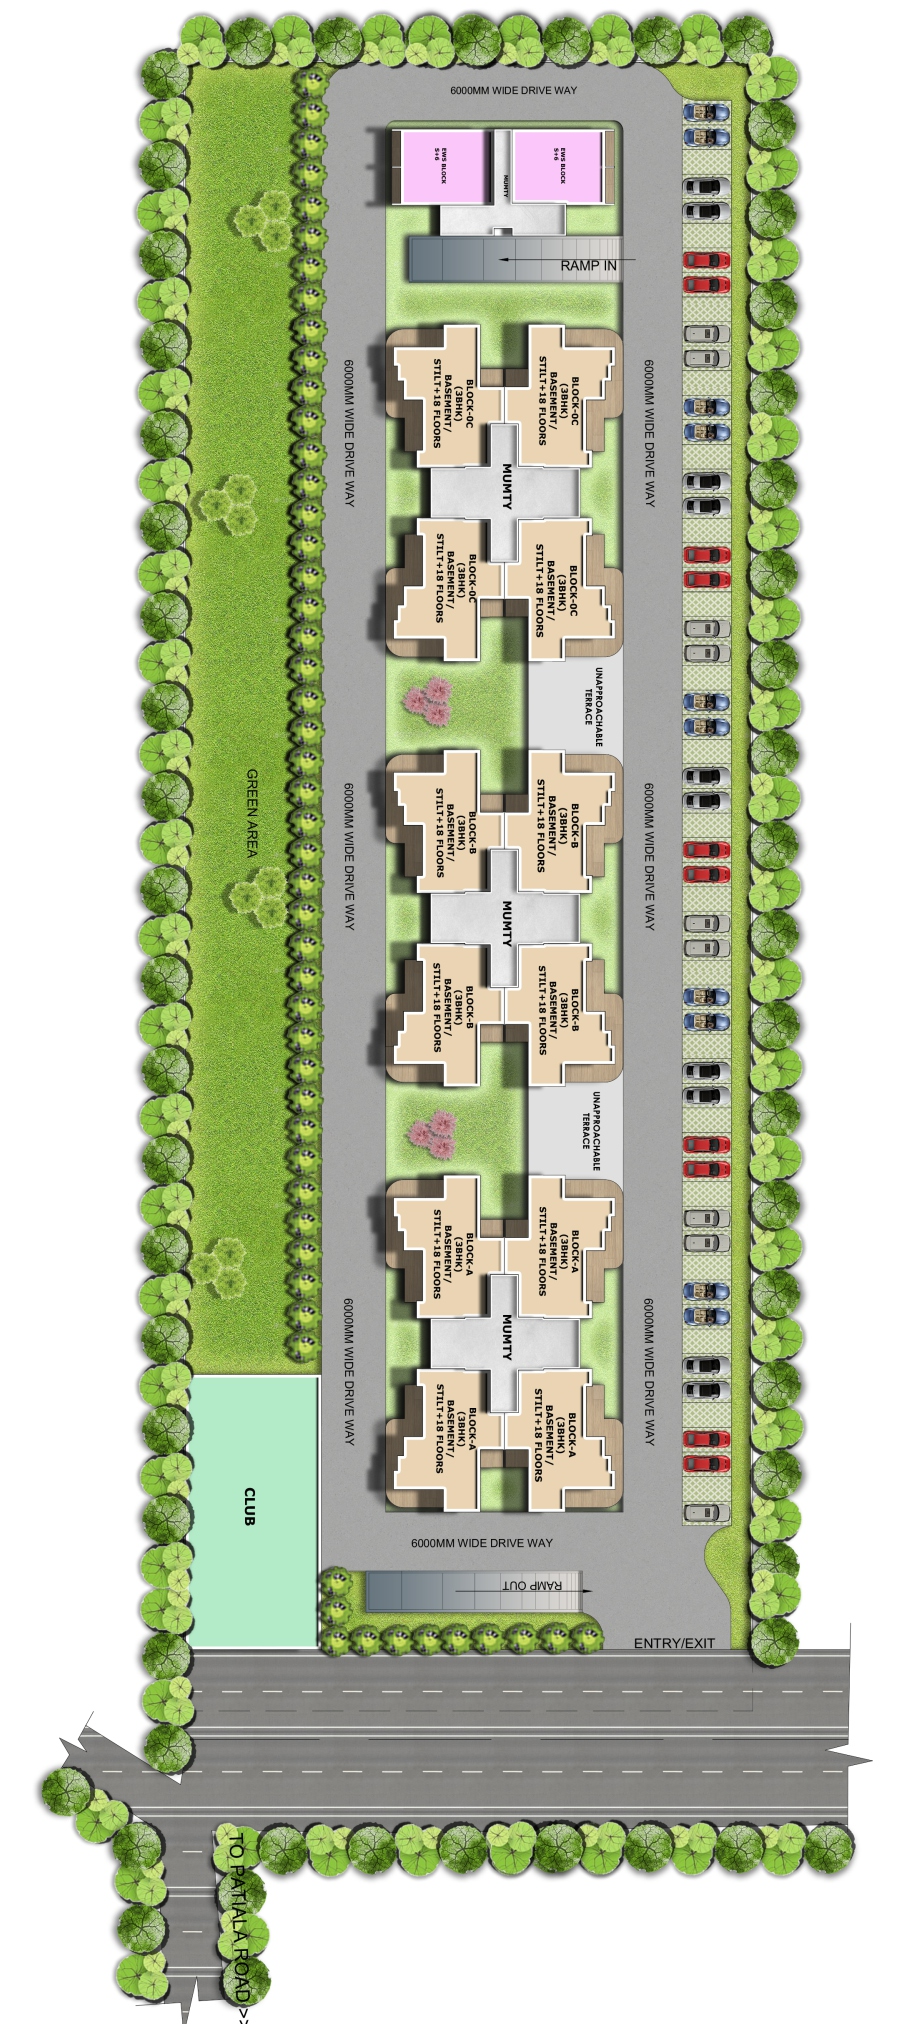 6000MM WIDE DRIVE WAY
EWS BLOCK
S+6
MUMTY
EWS BLOCK
S+6
RAMP IN
6000MM WIDE DRIVE WAY
BLOCK-0C
(3BHK)
BASEMENT/
STILT+18 FLOORS
BLOCK-0C
(3BHK)
BASEMENT/
STILT+18 FLOORS
6000MM WIDE DRIVE WAY
MUMTY
BLOCK-0C
(3BHK)
BASEMENT/
STILT+18 FLOORS
BLOCK-0C
(3BHK)
BASEMENT/
STILT+18 FLOORS
UNAPPROACHABLE
TERRACE
GREEN AREA
6000MM WIDE DRIVE WAY
BLOCK-B
(3BHK)
BASEMENT/
STILT+18 FLOORS
BLOCK-B
(3BHK)
BASEMENT/
STILT+18 FLOORS
6000MM WIDE DRIVE WAY
MUMTY
BLOCK-B
(3BHK)
BASEMENT/
STILT+18 FLOORS
BLOCK-B
(3BHK)
BASEMENT/
STILT+18 FLOORS
UNAPPROACHABLE
TERRACE
BLOCK-A
(3BHK)
BASEMENT/
STILT+18 FLOORS
BLOCK-A
(3BHK)
BASEMENT/
STILT+18 FLOORS
6000MM WIDE DRIVE WAY
MUMTY
6000MM WIDE DRIVE WAY
BLOCK-A
(3BHK)
BASEMENT/
STILT+18 FLOORS
BLOCK-A
(3BHK)
BASEMENT/
STILT+18 FLOORS
CLUB
6000MM WIDE DRIVE WAY
RAMP OUT
ENTRY/EXIT
TO PATIALA ROAD >>